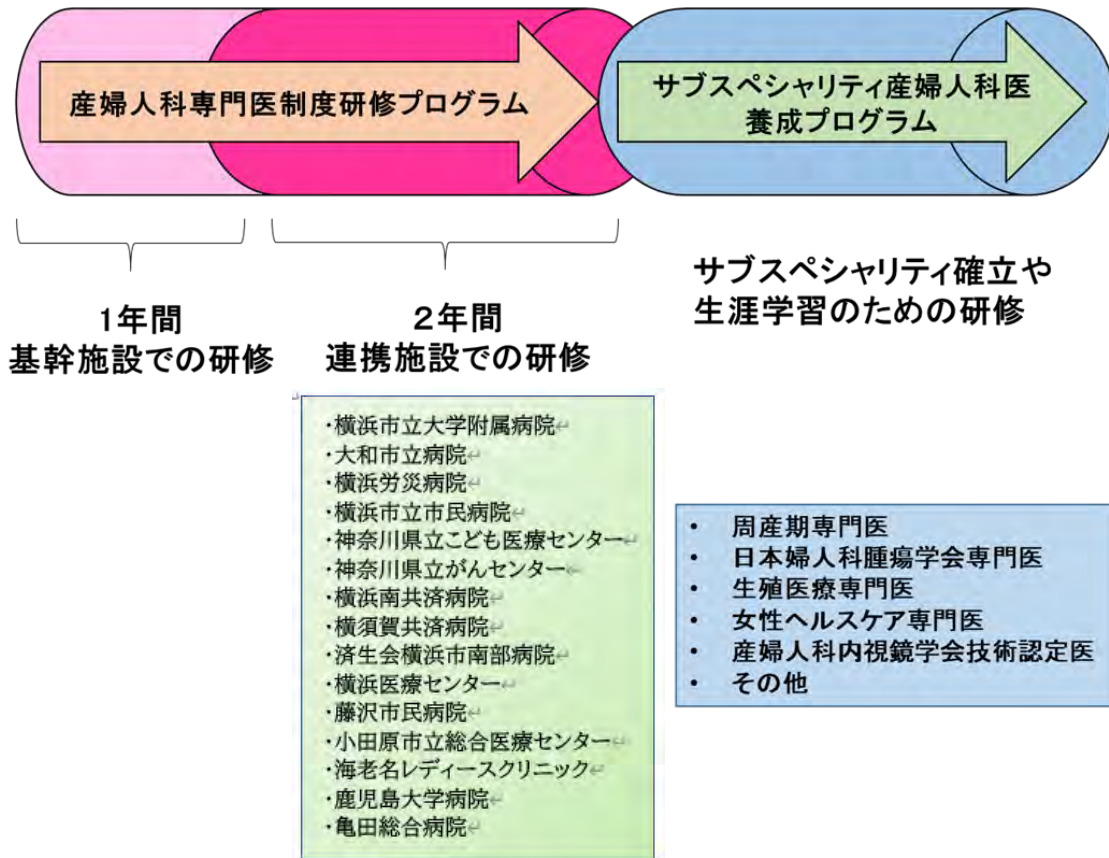 産婦人科専門医制度研修プログラム
サブスペシャリティ産婦人科医
養成プログラム
1年間
基幹施設での研修
２年間
連携施設での研修
サブスペシャリティ確立や
生涯学習のための研修
・横浜市立大学附属病院↵
・大和市立病院↵
・横浜労災病院↵
・横浜市立市民病院↵
・神奈川県立こども医療センター↵
・神奈川県立がんセンター↵
・横浜南共済病院↵
・横須賀共済病院↵
・済生会横浜市南部病院↵
・横浜医療センター↵
・藤沢市民病院↵
・小田原市立総合医療センター↵
・海老名レディースクリニック↵
・鹿児島大学病院↵
・亀田総合病院↵
• 周産期専門医
• 日本婦人科腫瘍学会専門医
• 生殖医療専門医
• 女性ヘルスケア専門医
• 産婦人科内視鏡学会技術認定医
• その他